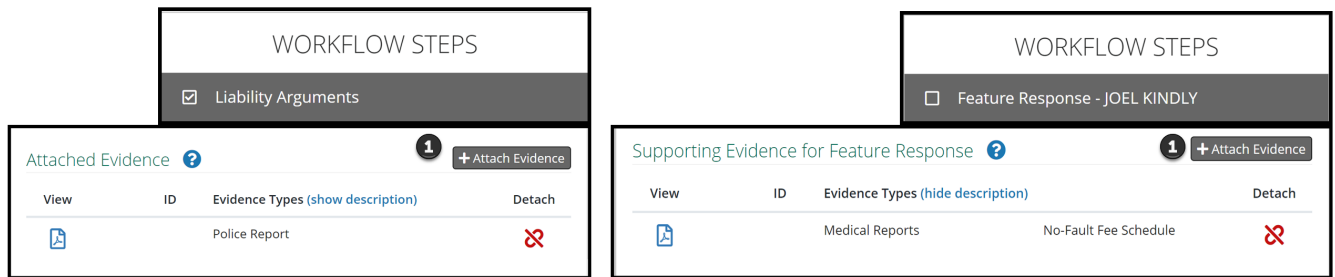 WORKFLOW STEPS
Liability Arguments
Attached Evidence ?
1 + Attach Evidence
View ID Evidence Types (show description) Detach
Police Report
WORKFLOW STEPS
Feature Response - JOEL KINDLY
Supporting Evidence for Feature Response ?
1 + Attach Evidence
View ID Evidence Types (hide description) Detach
Medical Reports No-Fault Fee Schedule